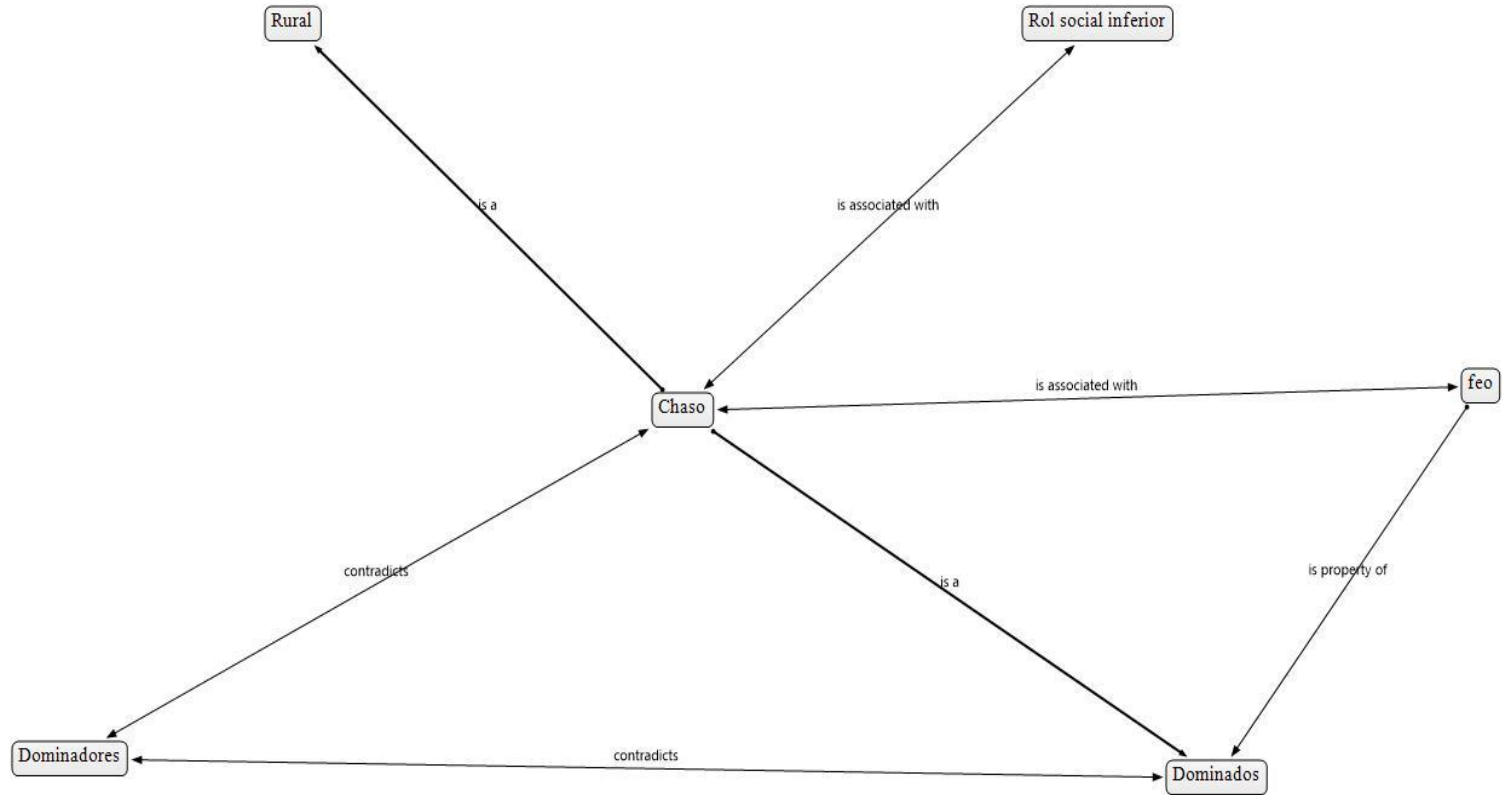 Rural
Rol social inferior
is a
is associated with
is associated with
feo
Chaso
contradicts
is a
is property of
Dominadores
contradicts
Dominados